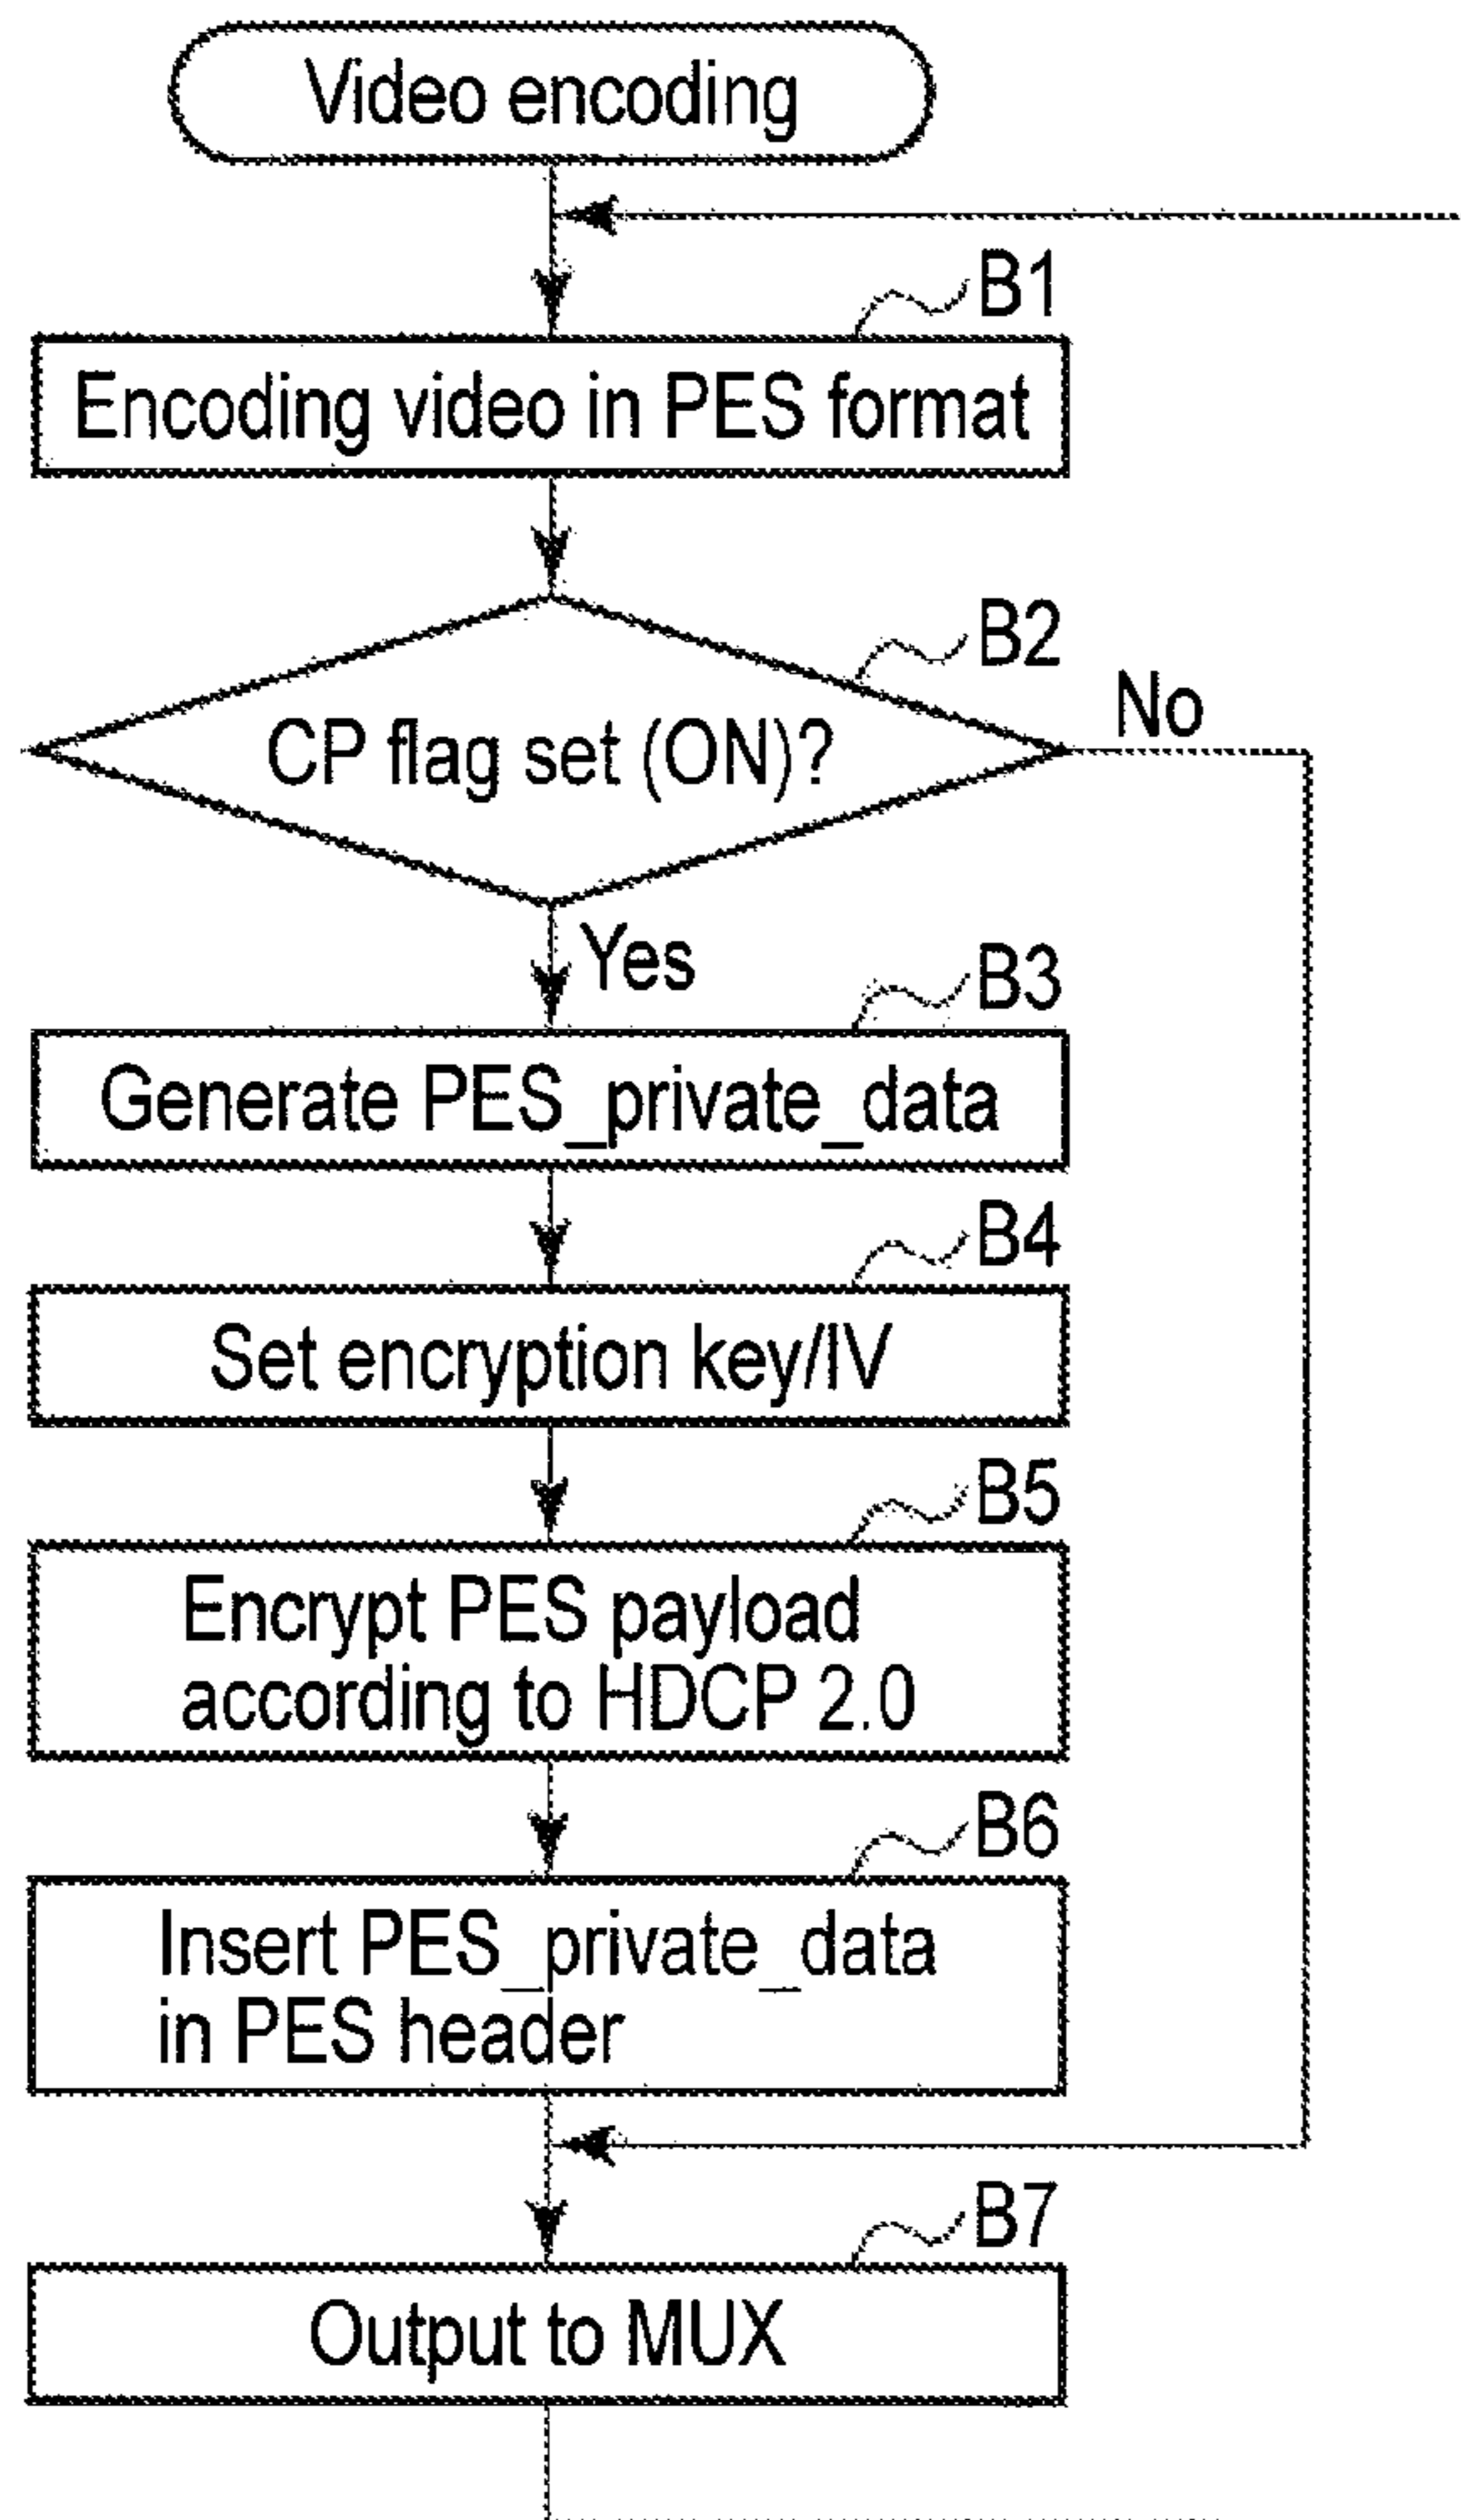 Video encoding
B1
Encoding video in PES format
B2
CP flag set (ON)?
No
Yes
B3
Generate PES_private_data
B4
Set encryption key/IV
B5
Encrypt PES payload
according to HDCP 2.0
B6
Insert PES_private_data
in PES header
B7
Output to MUX